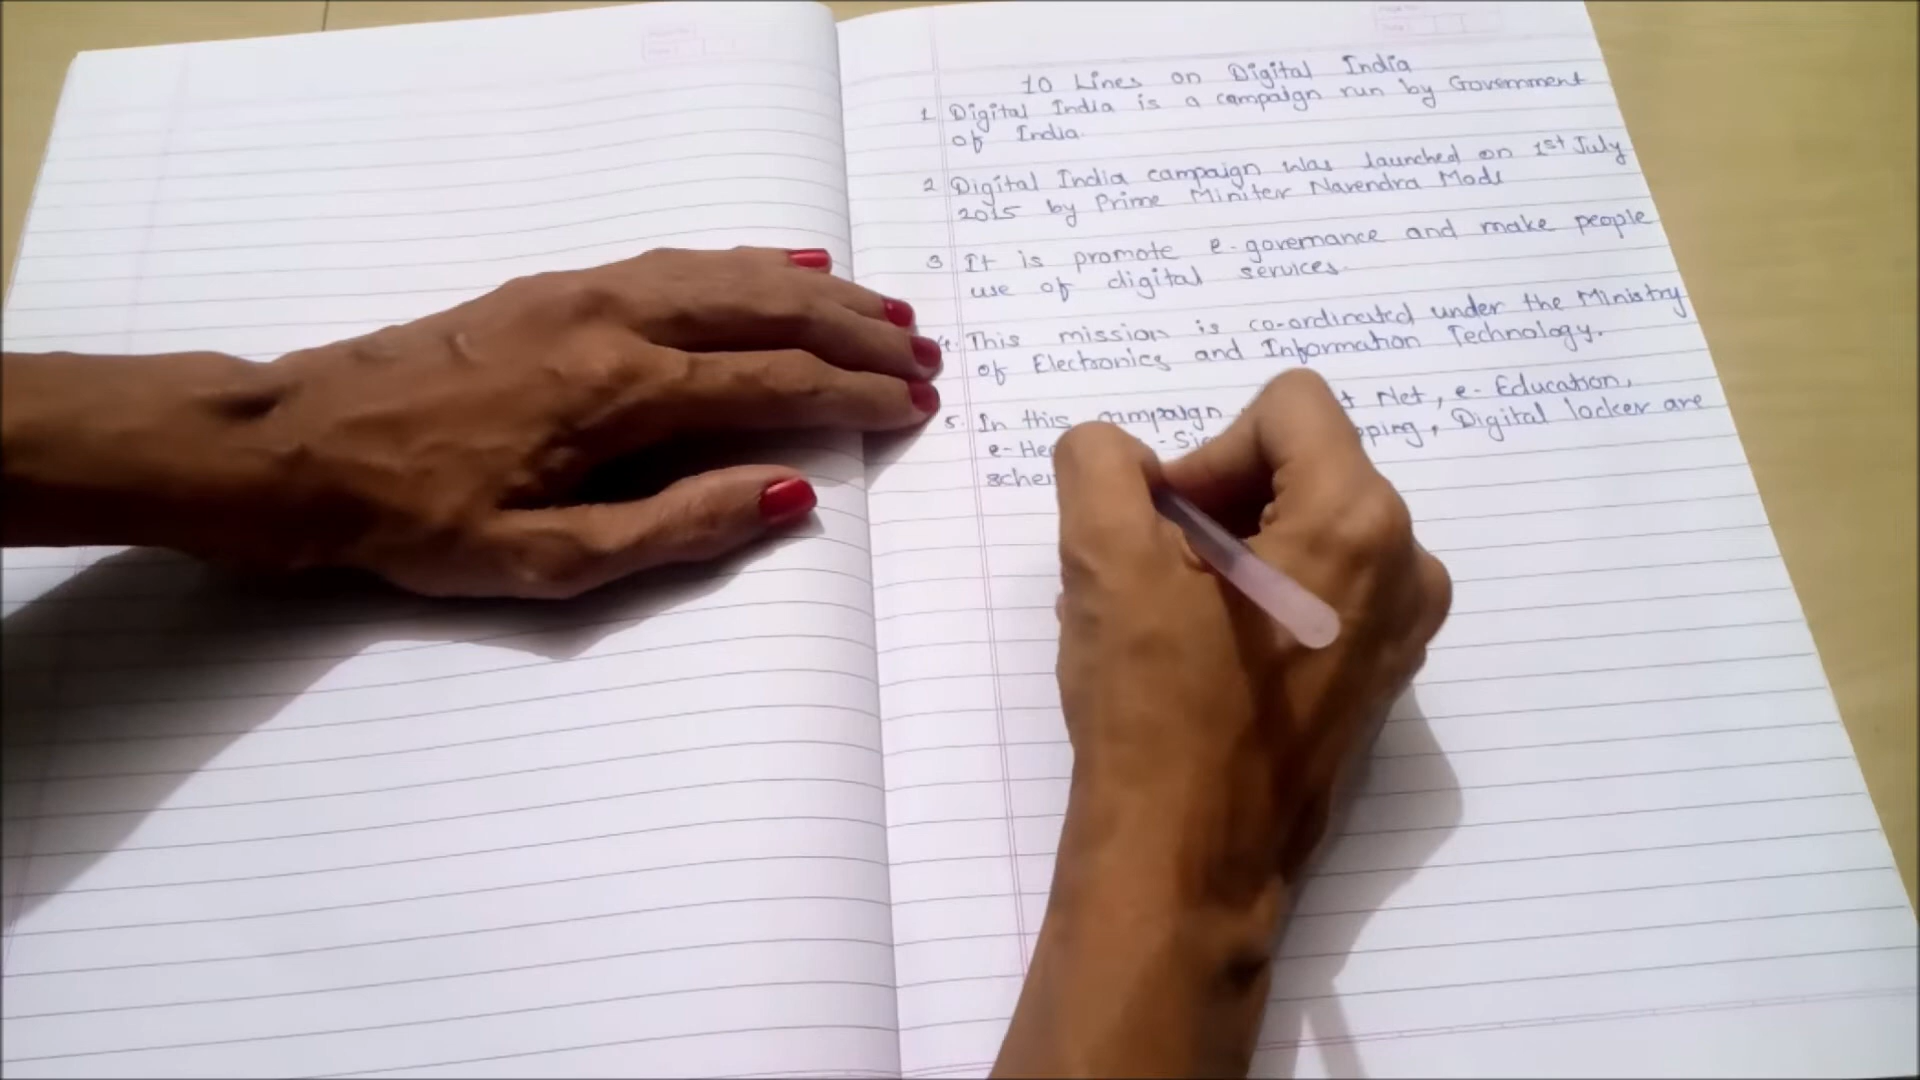 10 Lines on Digital India
1 Digital India is a campaign run by Government
of India.
2 Digital India campaign was launched on 1st July
2015 by Prime Miniter Narendra Modi
3 It is promote e-governance and make people
use of digital services.
4. This mission is co-ordinated under the Ministry
of Electronics and Information Technology.
5. In this campaign Net, e-Education,
Digital locker are